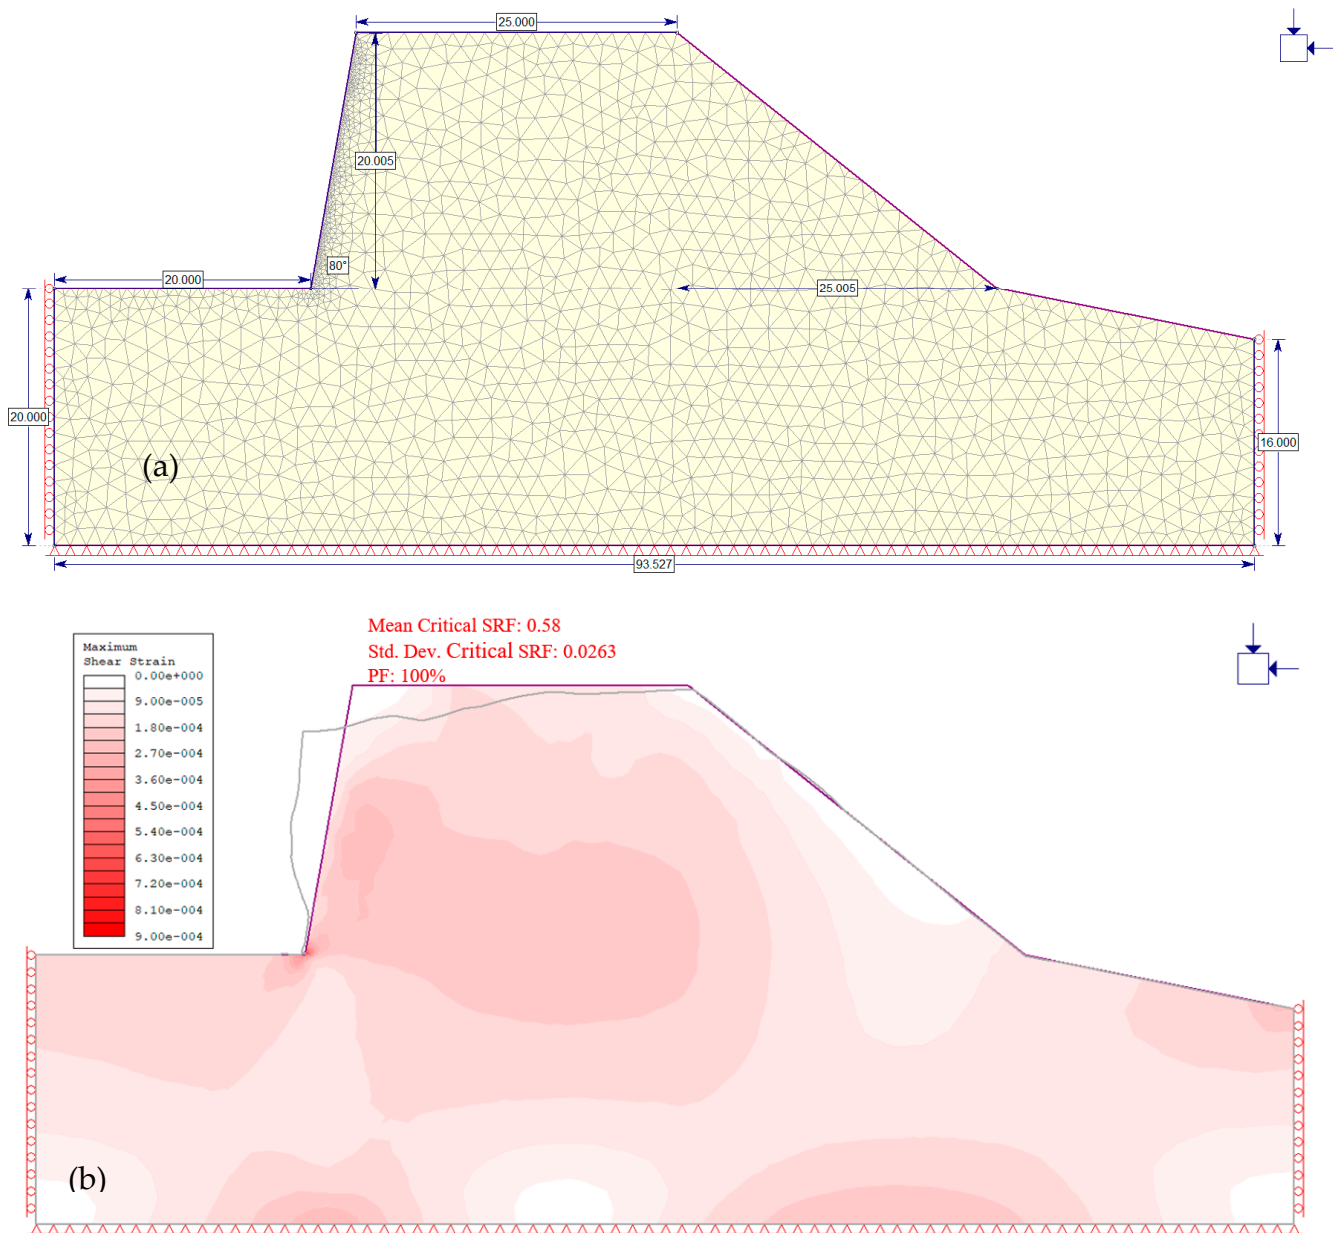 25.000
20.005
80°
20.000
25.005
20.000
16.000
(a)
93.527
Mean Critical SRF: 0.58
Std. Dev. Critical SRF: 0.0263
PF: 100%
Maximum
Shear Strain
0.00e+000
9.00e-005
1.80e-004
2.70e-004
3.60e-004
4.50e-004
5.40e-004
6.30e-004
7.20e-004
8.10e-004
9.00e-004
(b)